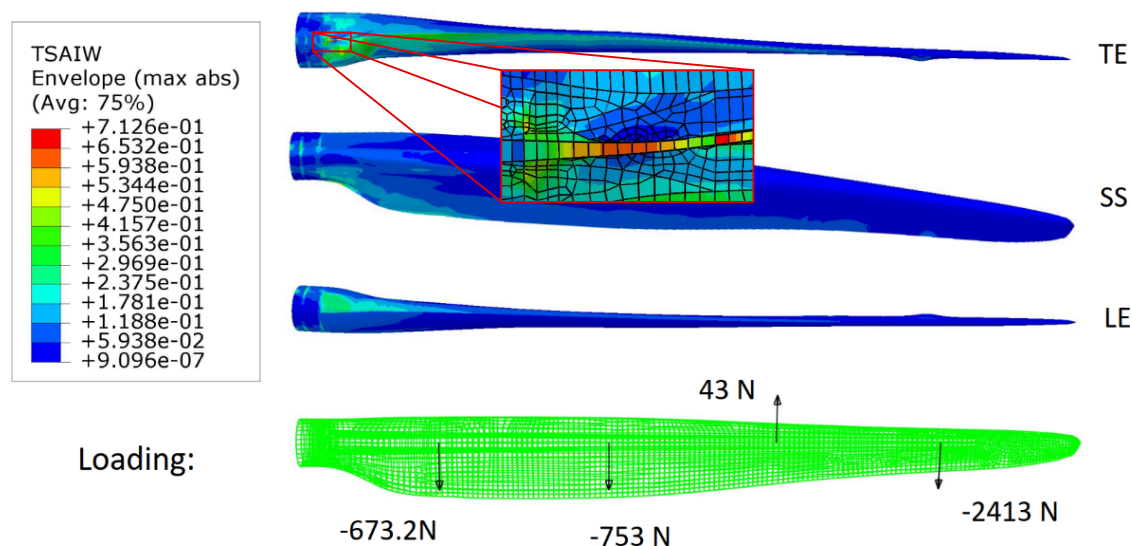 TSAIW
Envelope (max abs)
(Avg: 75%)
+7.126e-01
+6.532e-01
+5.938e-01
+5.344e-01
+4.750e-01
+4.157e-01
+3.563e-01
+2.969e-01
+2.375e-01
+1.781e-01
+1.188e-01
+5.938e-02
+9.096e-07
TE
SS
LE
43 N
Loading:
-673.2N
-753 N
-2413 N